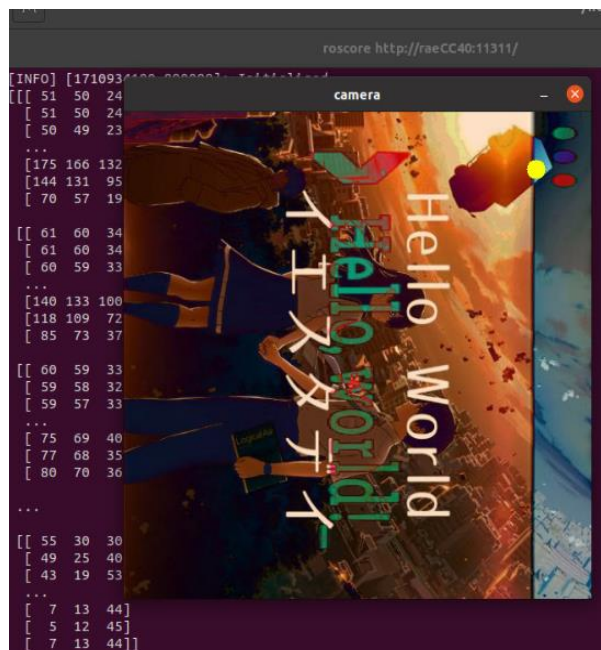 roscore http://raeCC40:11311/
[INFO] [1710934
camera
[[[ 51 50 24
[ 51 50 24
[ 50 49 23
...
[175 166 132
[144 131 95
[ 70 57 19
[[ 61 60 34
[ 61 60 34
[ 60 59 33
...
[140 133 100
[118 109 72
[ 85 73 37
[[ 60 59 33
[ 59 58 32
[ 59 57 33
...
[ 75 69 40
[ 77 68 35
[ 80 70 36
...
[[ 55 30 30
[ 49 25 40
[ 43 19 53
...
[ 7 13 44]
[ 5 12 45]
[ 7 13 44]]
Hello World
Hello, world!_
イエスタデイ